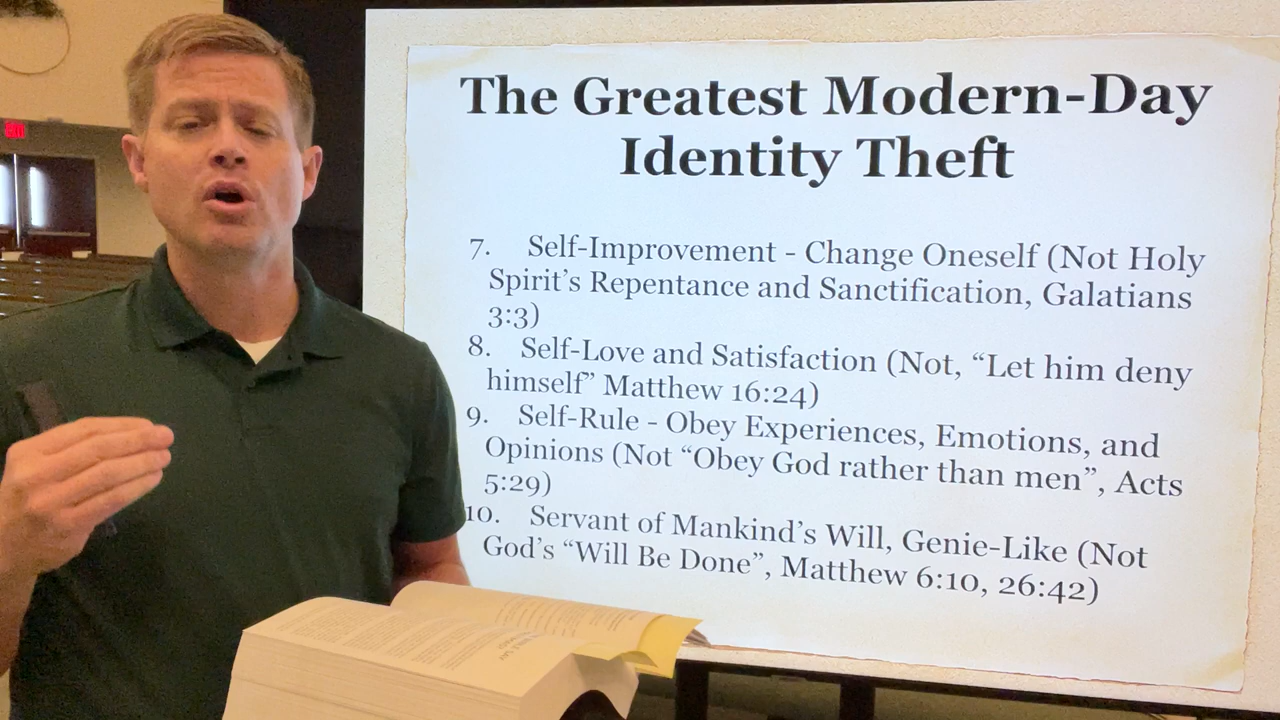 The Greatest Modern-Day
Identity Theft
7. Self-Improvement - Change Oneself (Not Holy
Spirit's Repentance and Sanctification, Galatians
3:3)
8. Self-Love and Satisfaction (Not, “Let him deny
himself” Matthew 16:24)
9. Self-Rule - Obey Experiences, Emotions, and
Opinions (Not “Obey God rather than men”, Acts
5:29)
10. Servant of Mankind's Will, Genie-Like (Not
God's “Will Be Done”, Matthew 6:10, 26:42)